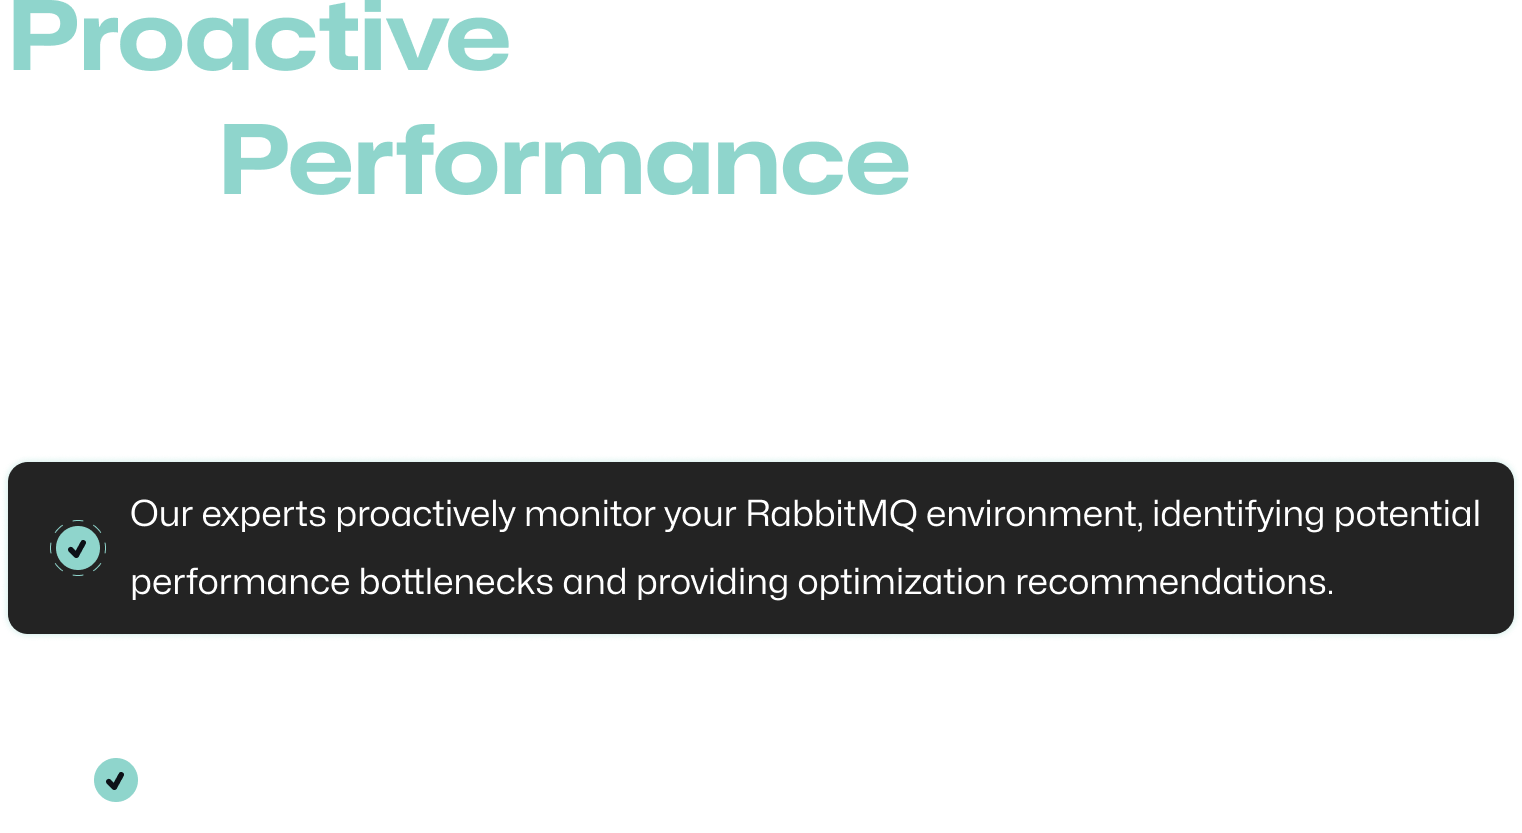 Proactive
Performance
Our experts proactively monitor your RabbitMQ environment, identifying potential
performance bottlenecks and providing optimization recommendations.